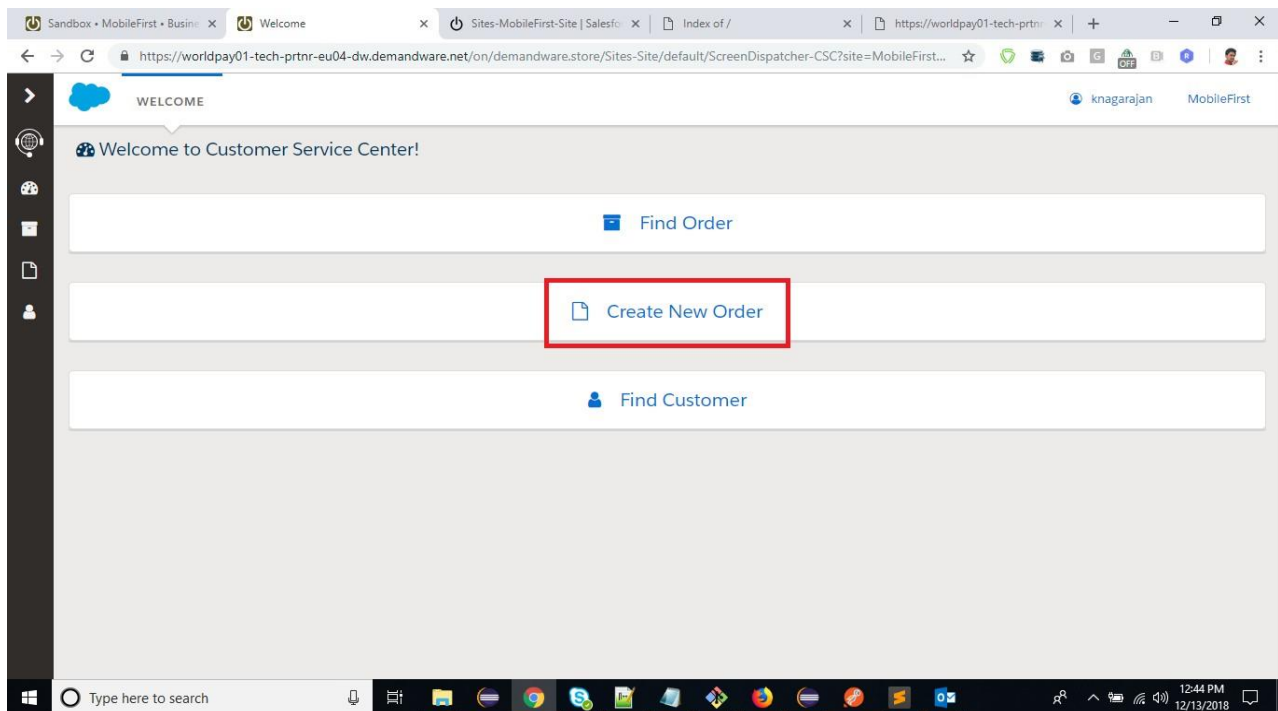 Sandbox • MobileFirst • Busine
Welcome
Sites-MobileFirst-Site | Salesfo
Index of /
https://worldpay01-tech-prtnr
https://worldpay01-tech-prtnr-eu04-dw.demandware.net/on/demandware.store/Sites-Site/default/ScreenDispatcher-CSC?site=MobileFirst...
OFF
WELCOME
knagarajan
MobileFirst
Welcome to Customer Service Center!
Find Order
Create New Order
Find Customer
Type here to search
12:44 PM
12/13/2018